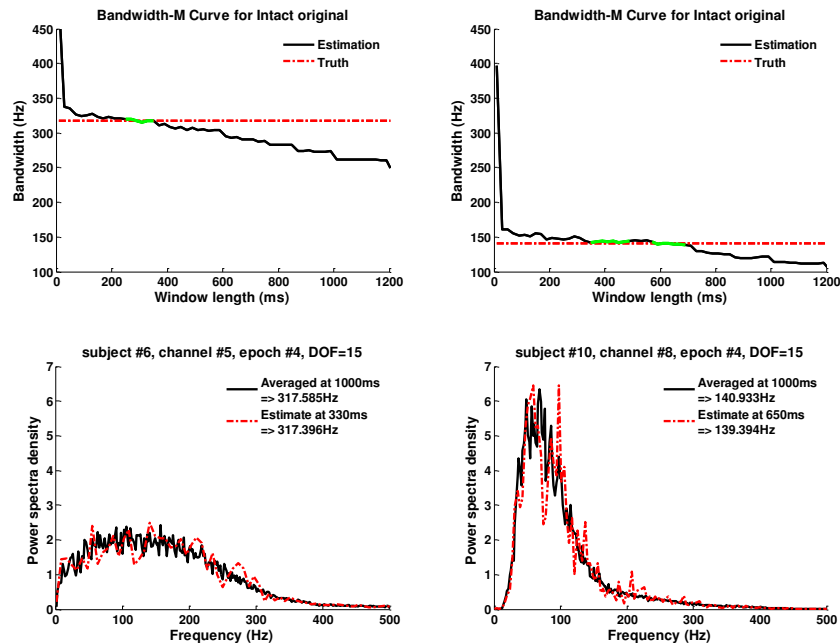 Bandwidth-M Curve for Intact original
450
400
350
300
250
200
150
100
Bandwidth (Hz)
Estimation
Truth
0 200 400 600 800 1000 1200
Window length (ms)
Bandwidth-M Curve for Intact original
450
400
350
300
250
200
150
100
Bandwidth (Hz)
Estimation
Truth
0 200 400 600 800 1000 1200
Window length (ms)
subject #6, channel #5, epoch #4, DOF=15
7
6
5
4
3
2
1
0
Power spectra density
Averaged at 1000ms
=> 317.585Hz
Estimate at 330ms
=> 317.396Hz
0 100 200 300 400 500
Frequency (Hz)
subject #10, channel #8, epoch #4, DOF=15
7
6
5
4
3
2
1
0
Power spectra density
Averaged at 1000ms
=> 140.933Hz
Estimate at 650ms
=> 139.394Hz
0 100 200 300 400 500
Frequency (Hz)